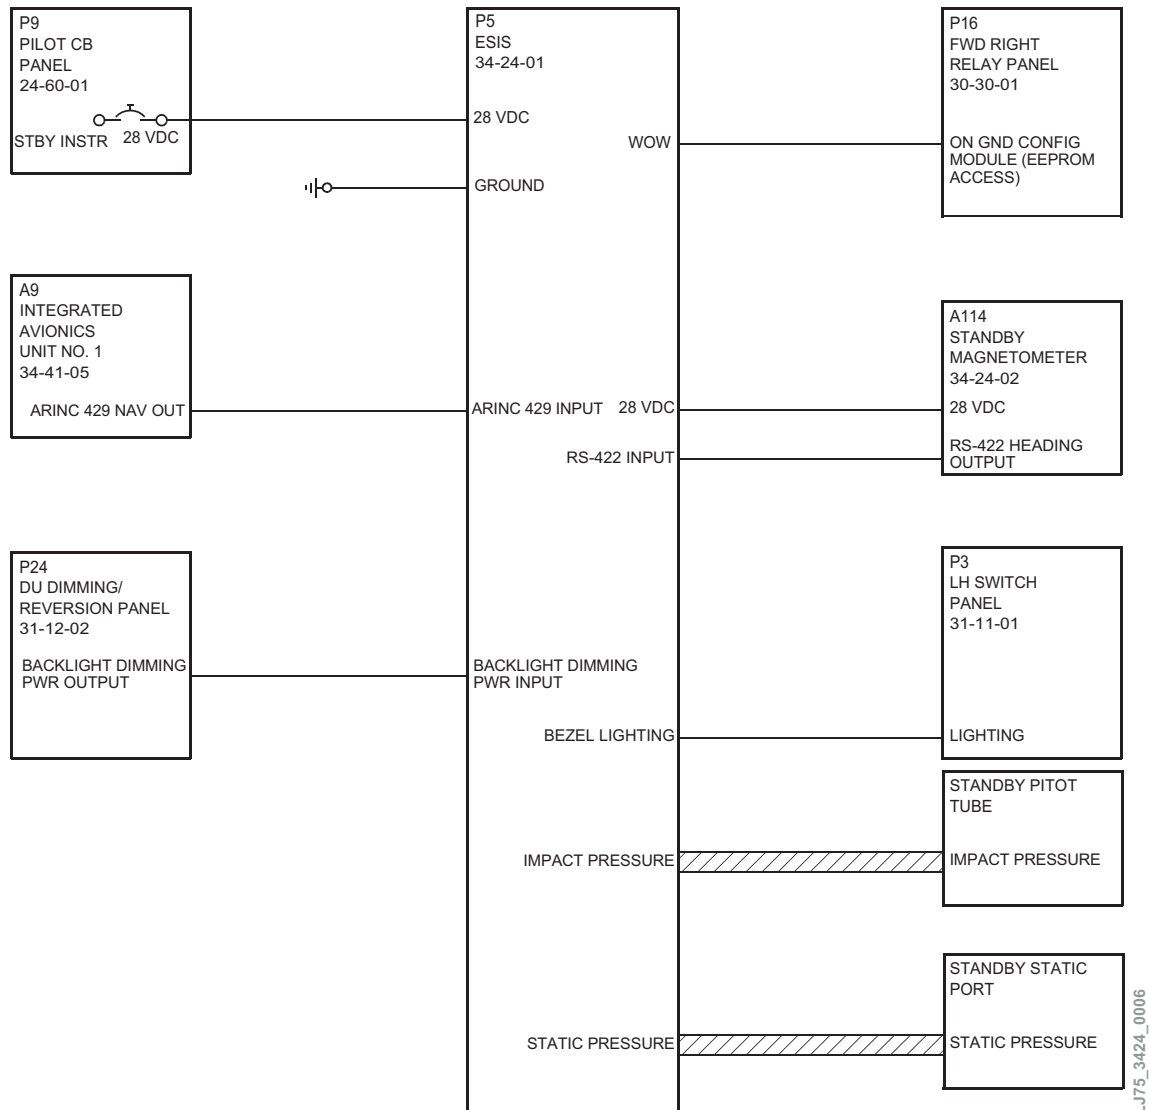 P9
PILOT CB
PANEL
24-60-01
STBY INSTR
28 VDC
P5
ESIS
34-24-01
28 VDC
WOW
GROUND
P16
FWD RIGHT
RELAY PANEL
30-30-01
ON GND CONFIG
MODULE (EEPROM
ACCESS)
A9
INTEGRATED
AVIONICS
UNIT NO. 1
34-41-05
ARINC 429 NAV OUT
ARINC 429 INPUT
28 VDC
RS-422 INPUT
A114
STANDBY
MAGNETOMETER
34-24-02
28 VDC
RS-422 HEADING
OUTPUT
P24
DU DIMMING/
REVERSION PANEL
31-12-02
BACKLIGHT DIMMING
PWR OUTPUT
BACKLIGHT DIMMING
PWR INPUT
BEZEL LIGHTING
P3
LH SWITCH
PANEL
31-11-01
LIGHTING
STANDBY PITOT
TUBE
IMPACT PRESSURE
IMPACT PRESSURE
STANDBY STATIC
PORT
STATIC PRESSURE
STATIC PRESSURE
LJ75_3424_0006